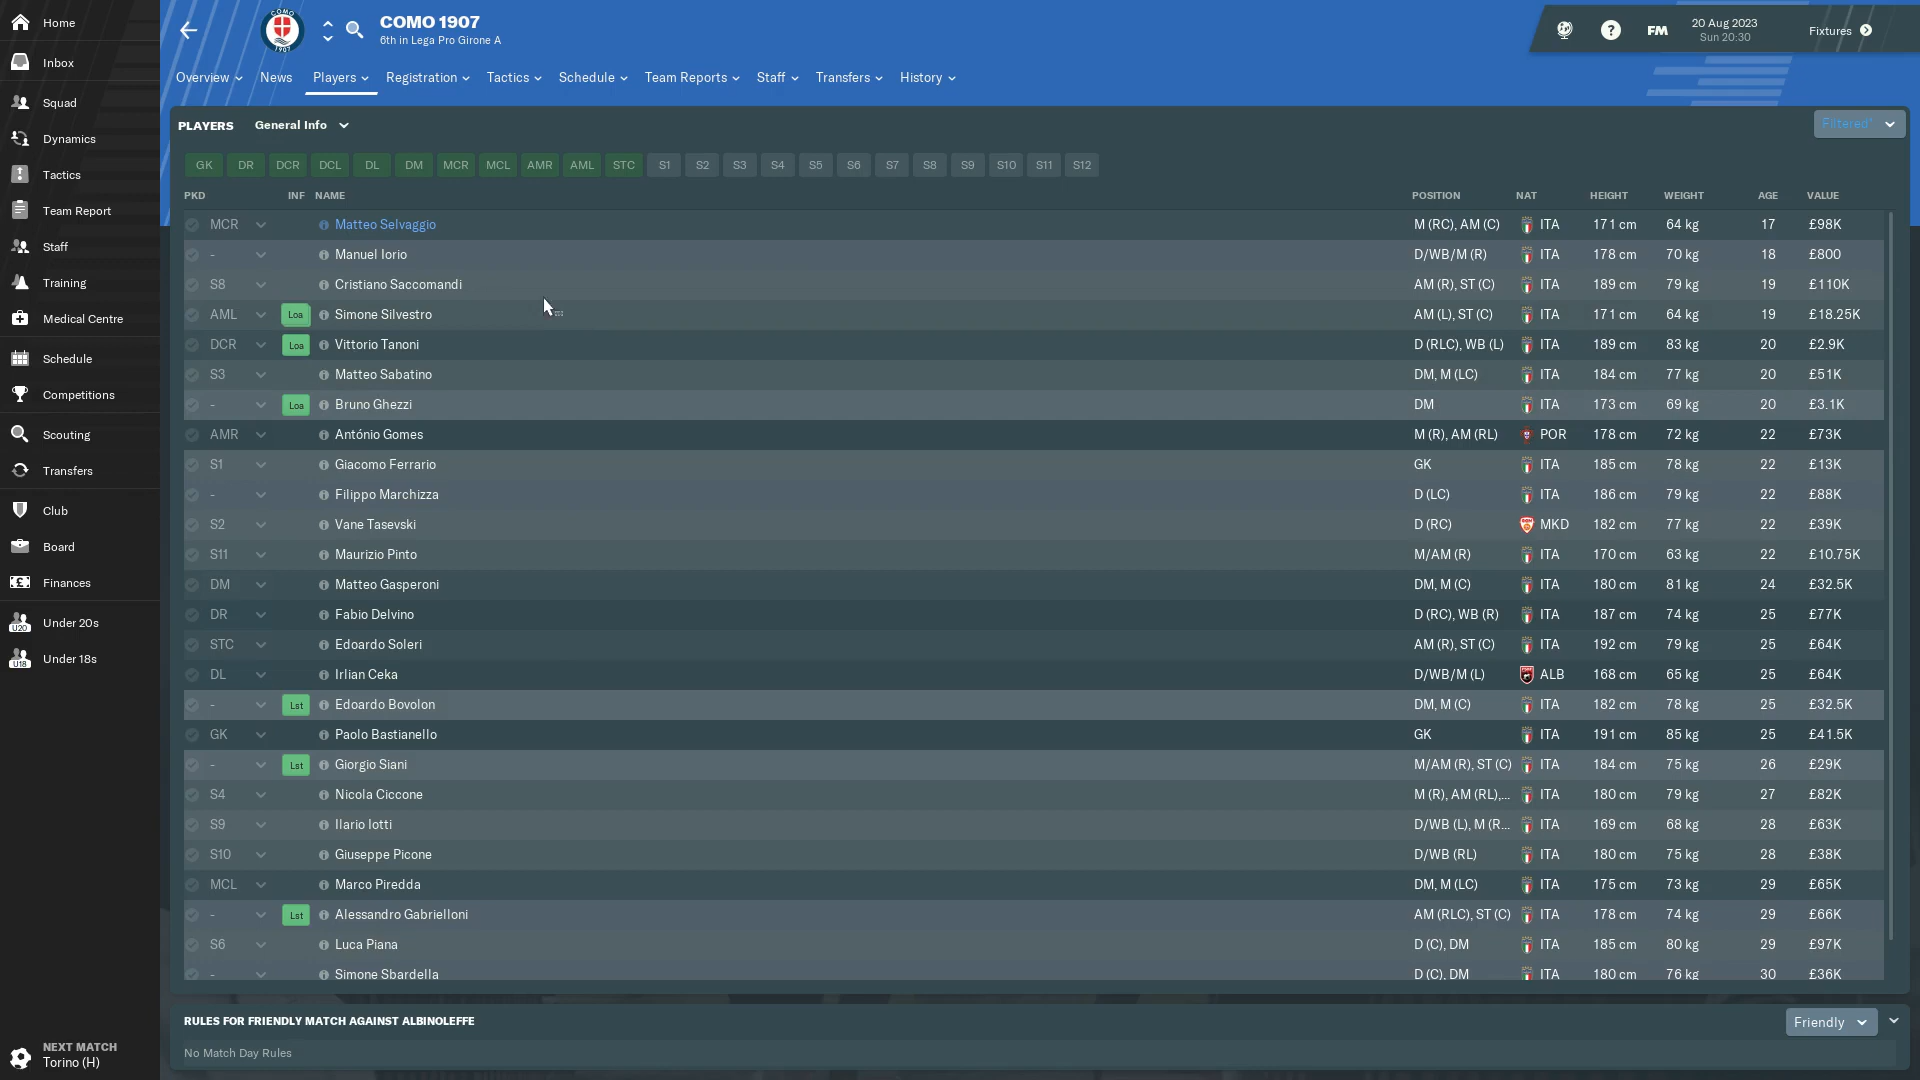 Home
Inbox
Squad
Dynamics
Tactics
Team Report
Staff
Training
Medical Centre
Schedule
Competitions
Scouting
Transfers
Club
Board
Finances
U20 Under 20s
U18 Under 18s
NEXT MATCH
Torino (H)
COMO 1907
6th in Lega Pro Girone A
FM
20 Aug 2023
Sun 20:30
Fixtures
Overview News Players Registration Tactics Schedule Team Reports Staff Transfers History
PLAYERS General Info Filtered*
GK DR DCR DCL DL DM MCR MCL AMR AML STC S1 S2 S3 S4 S5 S6 S7 S8 S9 S10 S11 S12
PKD INF NAME POSITION NAT HEIGHT WEIGHT AGE VALUE
MCR Matteo Selvaggio M (RC), AM (C) ITA 171 cm 64 kg 17 £98K
- Manuel Iorio D/WB/M (R) ITA 178 cm 70 kg 18 £800
S8 Cristiano Saccomandi AM (R), ST (C) ITA 189 cm 79 kg 19 £110K
AML Loa Simone Silvestro AM (L), ST (C) ITA 171 cm 64 kg 19 £18.25K
DCR Loa Vittorio Tanoni D (RLC), WB (L) ITA 189 cm 83 kg 20 £2.9K
S3 Matteo Sabatino DM, M (LC) ITA 184 cm 77 kg 20 £51K
- Loa Bruno Ghezzi DM ITA 173 cm 69 kg 20 £3.1K
AMR António Gomes M (R), AM (RL) POR 178 cm 72 kg 22 £73K
S1 Giacomo Ferrario GK ITA 185 cm 78 kg 22 £13K
- Filippo Marchizza D (LC) ITA 186 cm 79 kg 22 £88K
S2 Vane Tasevski D (RC) MKD 182 cm 77 kg 22 £39K
S11 Maurizio Pinto M/AM (R) ITA 170 cm 63 kg 22 £10.75K
DM Matteo Gasperoni DM, M (C) ITA 180 cm 81 kg 24 £32.5K
DR Fabio Delvino D (RC), WB (R) ITA 187 cm 74 kg 25 £77K
STC Edoardo Soleri AM (R), ST (C) ITA 192 cm 79 kg 25 £64K
DL Irlian Ceka D/WB/M (L) ALB 168 cm 65 kg 25 £64K
- Lst Edoardo Bovolon DM, M (C) ITA 182 cm 78 kg 25 £32.5K
GK Paolo Bastianello GK ITA 191 cm 85 kg 25 £41.5K
- Lst Giorgio Siani M/AM (R), ST (C) ITA 184 cm 75 kg 26 £29K
S4 Nicola Ciccone M (R), AM (RL),... ITA 180 cm 79 kg 27 £82K
S9 Ilario Iotti D/WB (L), M (R... ITA 169 cm 68 kg 28 £63K
S10 Giuseppe Picone D/WB (RL) ITA 180 cm 75 kg 28 £38K
MCL Marco Piredda DM, M (LC) ITA 175 cm 73 kg 29 £65K
- Lst Alessandro Gabrielloni AM (RLC), ST (C) ITA 178 cm 74 kg 29 £66K
S6 Luca Piana D (C), DM ITA 185 cm 80 kg 29 £97K
- Simone Sbardella D (C), DM ITA 180 cm 76 kg 30 £36K
RULES FOR FRIENDLY MATCH AGAINST ALBINOLEFFE Friendly
No Match Day Rules